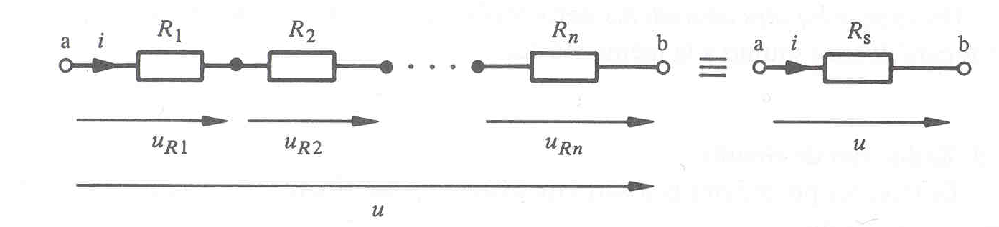 R1 R2 Rn Rs
a i b ≡ a i b
uR1 uR2 uRn u
u